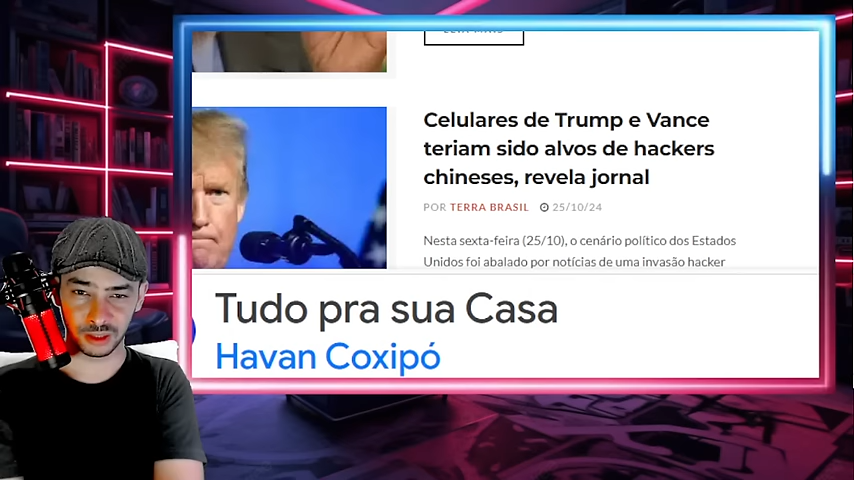 Celulares de Trump e Vance
teriam sido alvos de hackers
chineses, revela jornal
POR TERRA BRASIL 25/10/24
Nesta sexta-feira (25/10), o cenário político dos Estados
Unidos foi abalado por notícias de uma invasão hacker
Tudo pra sua Casa
Havan Coxipó